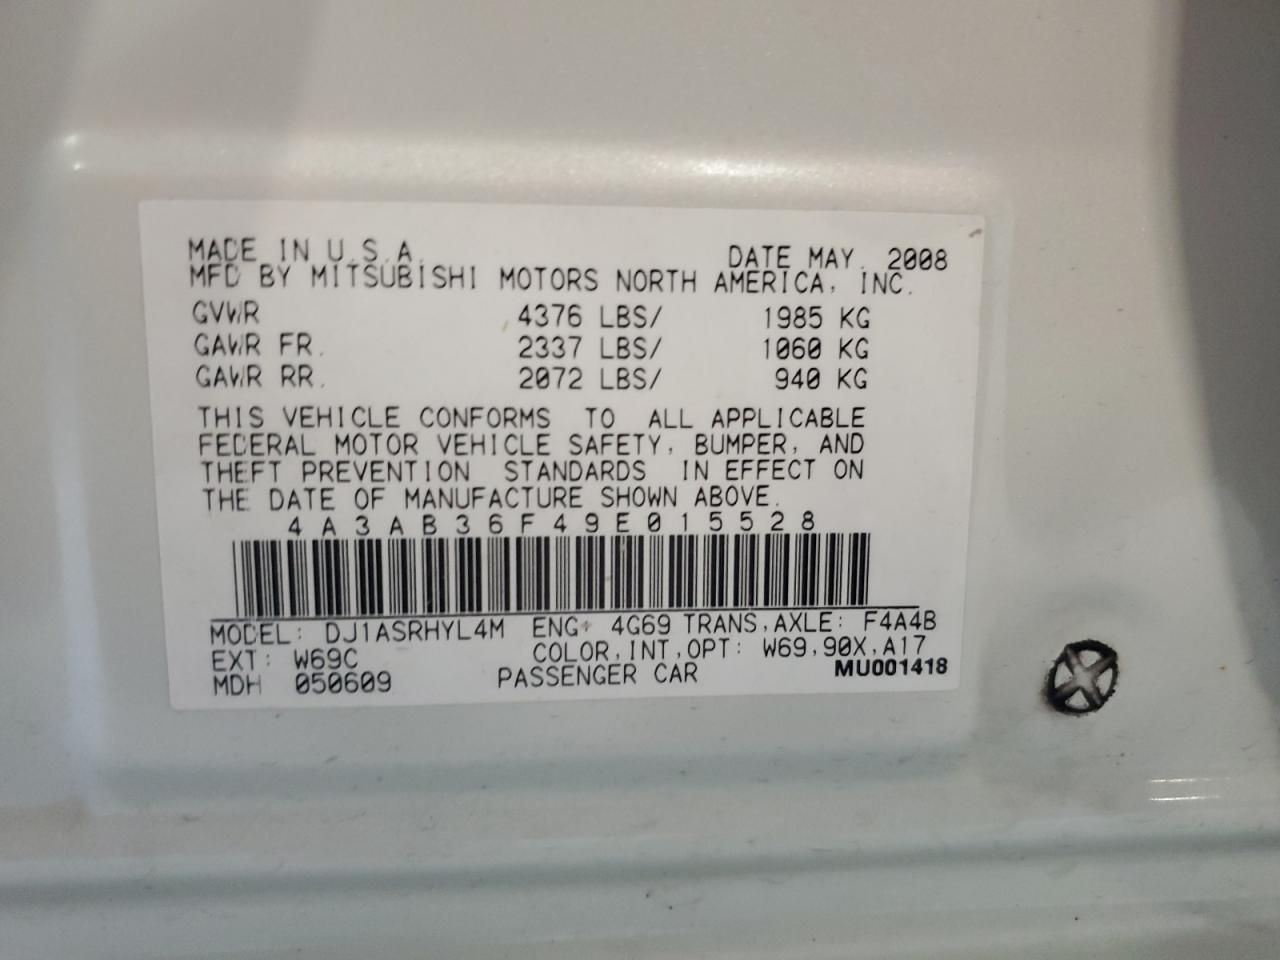 MADE IN U.S.A. DATE MAY. 2008
MFD BY MITSUBISHI MOTORS NORTH AMERICA, INC.
GVWR 4376 LBS/ 1985 KG
GAWR FR. 2337 LBS/ 1060 KG
GAWR RR. 2072 LBS/ 940 KG
THIS VEHICLE CONFORMS TO ALL APPLICABLE
FEDERAL MOTOR VEHICLE SAFETY, BUMPER, AND
THEFT PREVENTION STANDARDS IN EFFECT ON
THE DATE OF MANUFACTURE SHOWN ABOVE.
4A3AB36F49E015528
MODEL: DJ1ASRHYL4M ENG: 4G69 TRANS,AXLE: F4A4B
EXT: W69C COLOR,INT,OPT: W69,90X,A17
MDH 050609 PASSENGER CAR MU001418